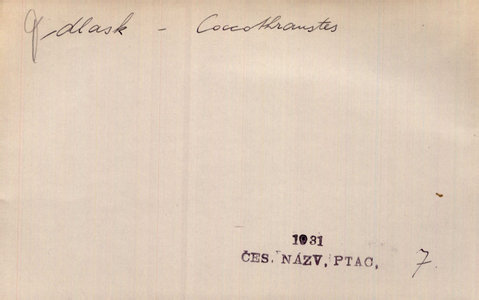 dlask - Coccothraustes
1931
ČES. NÁZV, PTAC,
7.